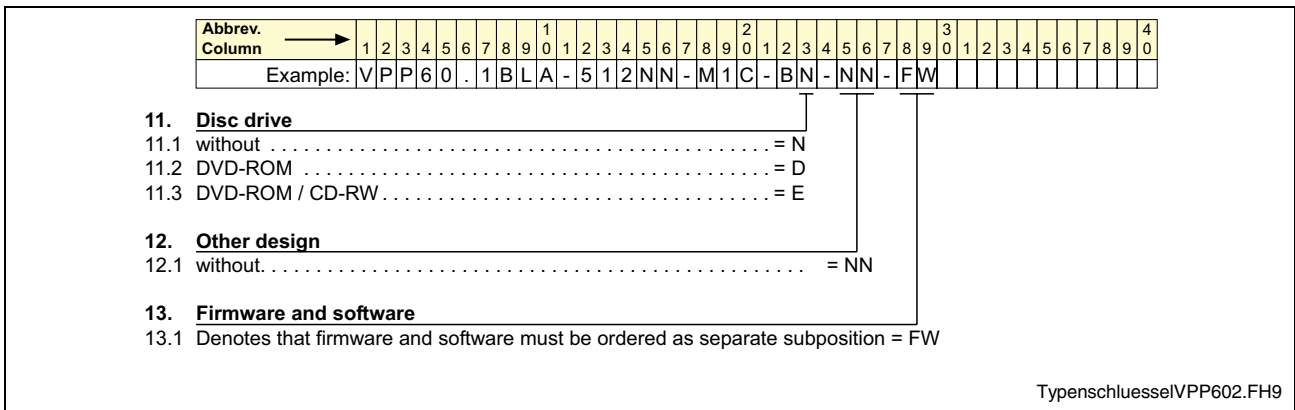 Abbrev.
Column
1 2 3 4 5 6 7 8 9 1 0 1 2 3 4 5 6 7 8 9 2 0 1 2 3 4 5 6 7 8 9 3 0 1 2 3 4 5 6 7 8 9 4 0
Example: V P P 6 0 . 1 B L A - 5 1 2 N N - M 1 C - B N - N N - F W
11. Disc drive
11.1 without . . . . . . . . . . . . . . . . . . . . . . . . . . . . . . . . . . . . . . . . . . . . . = N
11.2 DVD-ROM . . . . . . . . . . . . . . . . . . . . . . . . . . . . . . . . . . . . . . . . . . = D
11.3 DVD-ROM / CD-RW . . . . . . . . . . . . . . . . . . . . . . . . . . . . . . . . . . . = E
12. Other design
12.1 without. . . . . . . . . . . . . . . . . . . . . . . . . . . . . . . . . . . . . . . . . . . . . . . . = NN
13. Firmware and software
13.1 Denotes that firmware and software must be ordered as separate subposition = FW
TypenschluesselVPP602.FH9